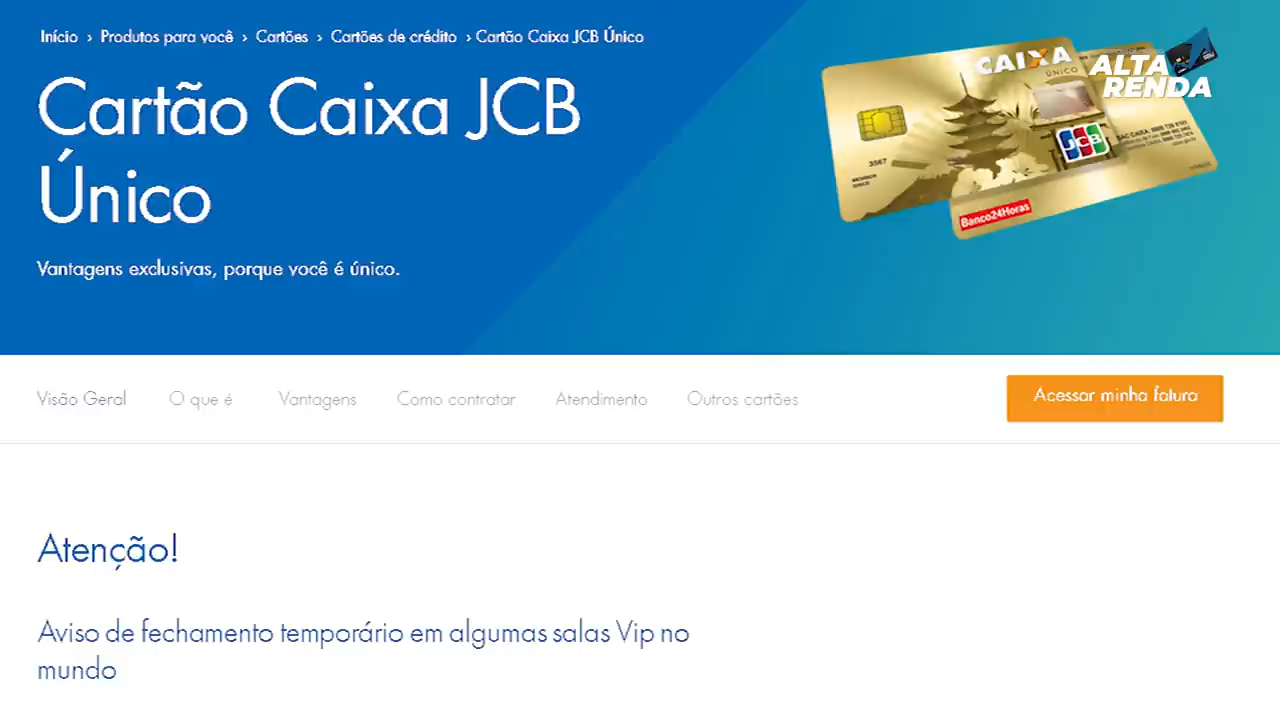 Início › Produtos para você › Cartões › Cartões de crédito › Cartão Caixa JCB Único
Cartão Caixa JCB
Único
Vantagens exclusivas, porque você é único.
CAIXA
ÚNICO
ALTA
RENDA
JCB
3567
Banco24Horas
Visão Geral
O que é
Vantagens
Como contratar
Atendimento
Outros cartões
Acessar minha fatura
Atenção!
Aviso de fechamento temporário em algumas salas Vip no
mundo